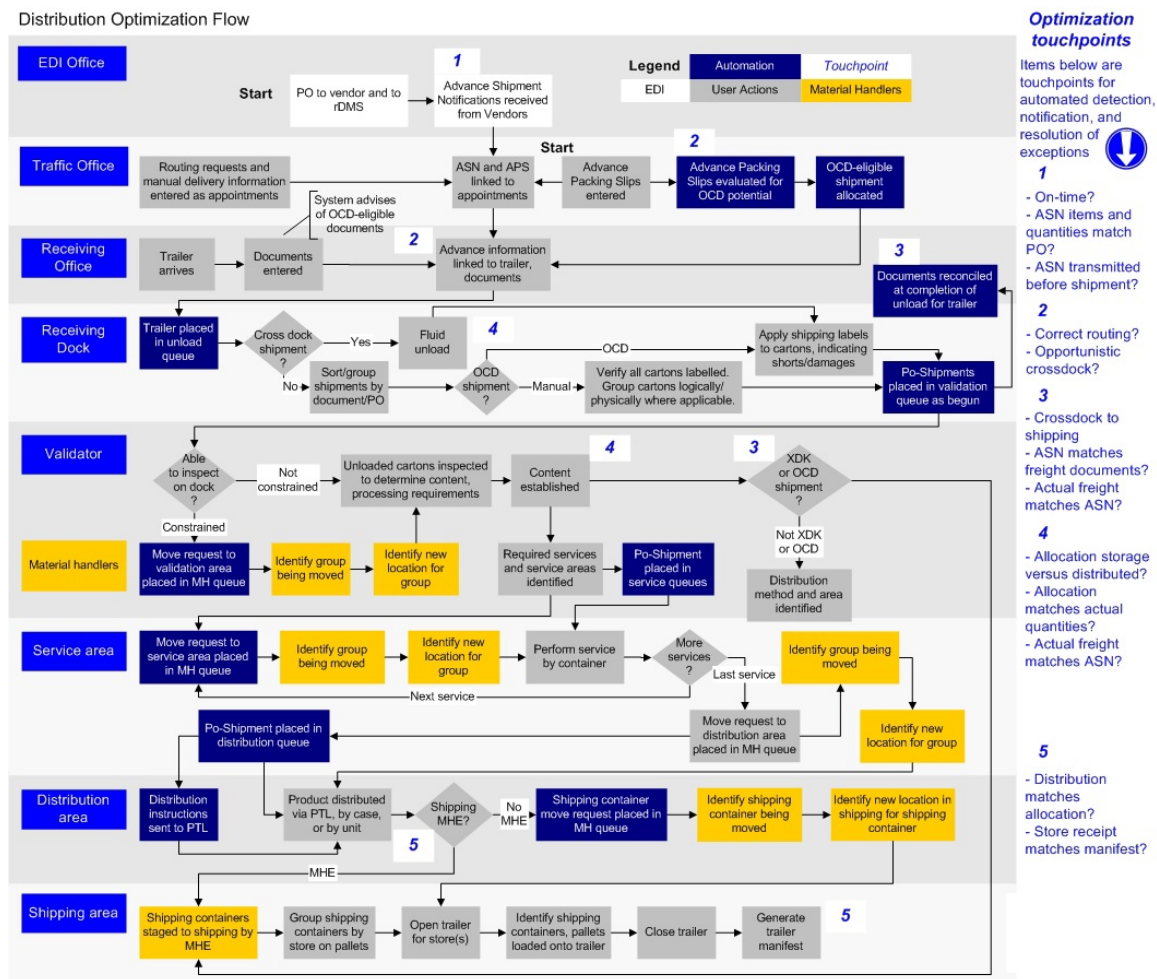 Distribution Optimization Flow
Optimization
touchpoints
Items below are
touchpoints for
automated detection,
notification, and
resolution of
exceptions
1
- On-time?
- ASN items and
quantities match
PO?
- ASN transmitted
before shipment?
2
- Correct routing?
- Opportunistic
crossdock?
3
- Crossdock to
shipping
- ASN matches
freight documents?
- Actual freight
matches ASN?
4
- Allocation storage
versus distributed?
- Allocation
matches actual
quantities?
- Actual freight
matches ASN?
5
- Distribution
matches
allocation?
- Store receipt
matches manifest?
Legend
Automation
Touchpoint
EDI
User Actions
Material Handlers
EDI Office
Start
PO to vendor and to
rDMS
1
Advance Shipment
Notifications received
from Vendors
Traffic Office
Routing requests and
manual delivery information
entered as appointments
ASN and APS
linked to
appointments
Start
Advance
Packing Slips
entered
2
Advance Packing
Slips evaluated for
OCD potential
OCD-eligible
shipment
allocated
System advises
of OCD-eligible
documents
Receiving
Office
Trailer
arrives
Documents
entered
2
Advance information
linked to trailer,
documents
3
Documents reconciled
at completion of
unload for trailer
Receiving
Dock
Trailer placed
in unload
queue
Cross dock
shipment
?
Yes
Fluid
unload
4
No
Sort/group
shipments by
document/PO
OCD
shipment
?
OCD
Manual
Apply shipping labels
to cartons, indicating
shorts/damages
Verify all cartons labelled.
Group cartons logically/
physically where applicable.
Po-Shipments
placed in validation
queue as begun
Validator
Able
to inspect
on dock
?
Not
constrained
Constrained
Unloaded cartons inspected
to determine content,
processing requirements
Content
established
4
3
XDK
or OCD
shipment
?
Not XDK
or OCD
Material handlers
Move request to
validation area
placed in MH queue
Identify group
being moved
Identify new
location for
group
Required services
and service areas
identified
Po-Shipment
placed in
service queues
Distribution
method and area
identified
Service area
Move request to
service area placed
in MH queue
Identify group
being moved
Identify new
location for
group
Perform service
by container
More
services
?
Last service
Next service
Identify group being
moved
Po-Shipment placed in
distribution queue
Move request to
distribution area
placed in MH queue
Identify new
location for group
Distribution
area
Distribution
instructions
sent to PTL
Product distributed
via PTL, by case,
or by unit
5
Shipping
MHE?
No
MHE
MHE
Shipping container
move request placed
in MH queue
Identify shipping
container being
moved
Identify new location in
shipping for shipping
container
Shipping area
Shipping containers
staged to shipping by
MHE
Group shipping
containers by
store on pallets
Open trailer
for store(s)
Identify shipping
containers, pallets
loaded onto trailer
Close trailer
Generate
trailer
manifest
5